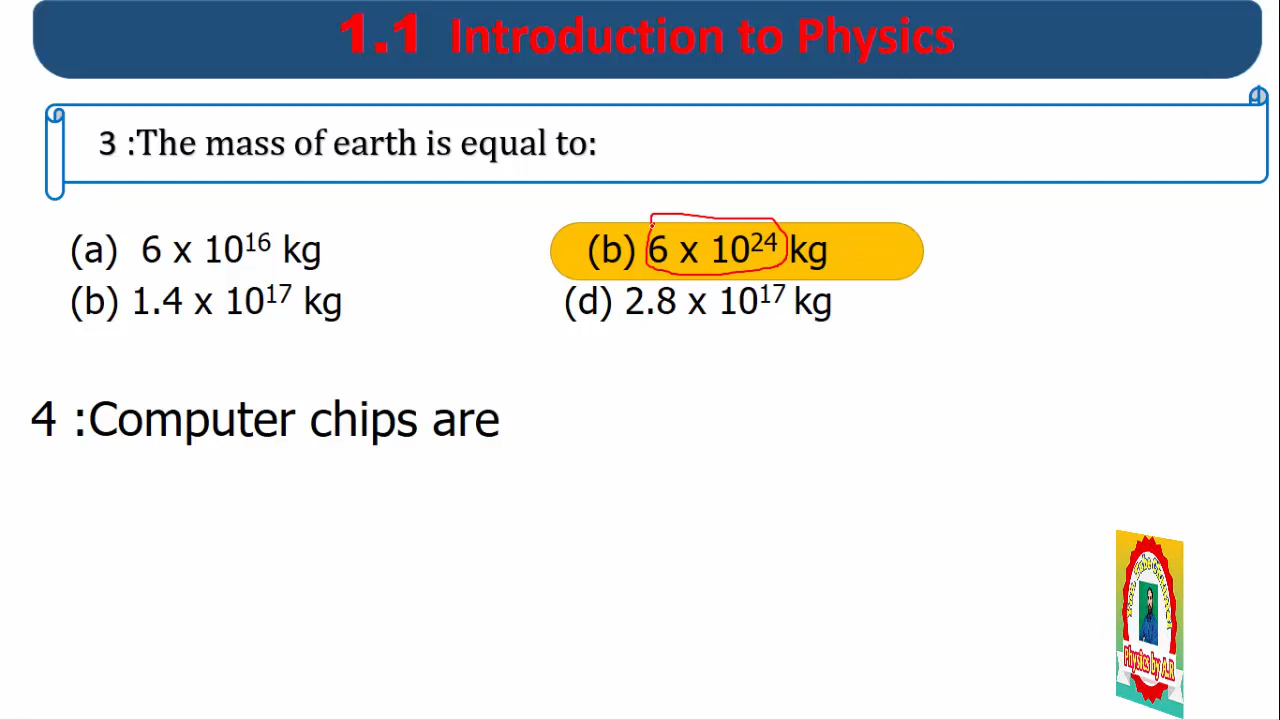 1.1 Introduction to Physics
3 :The mass of earth is equal to:
(a) 6 x 10¹⁶ kg
(b) 6 x 10²⁴ kg
(b) 1.4 x 10¹⁷ kg
(d) 2.8 x 10¹⁷ kg
4 :Computer chips are
Physics by A.R